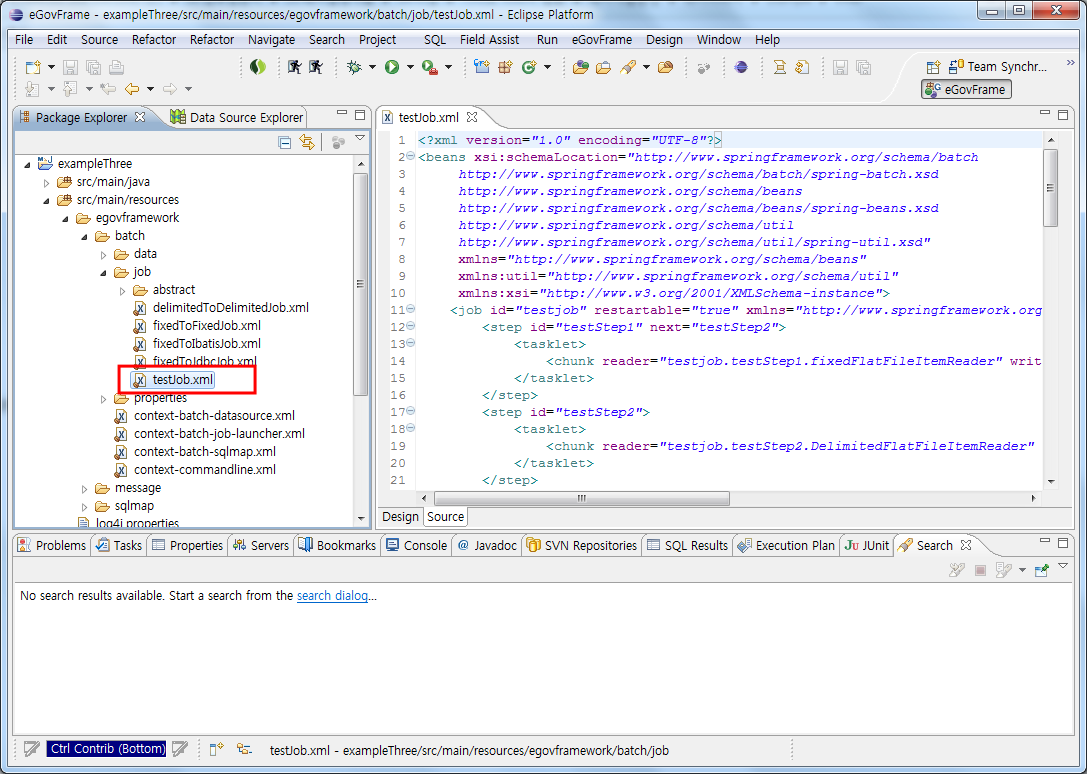 eGovFrame - exampleThree/src/main/resources/egovframework/batch/job/testJob.xml - Eclipse Platform
File Edit Source Refactor Refactor Navigate Search Project SQL Field Assist Run eGovFrame Design Window Help
Team Synchr...
eGovFrame
Package Explorer
Data Source Explorer
exampleThree
src/main/java
src/main/resources
egovframework
batch
data
job
abstract
delimitedToDelimitedJob.xml
fixedToFixedJob.xml
fixedToIbatisJob.xml
fixedToJdbcJob.xml
testJob.xml
properties
context-batch-datasource.xml
context-batch-job-launcher.xml
context-batch-sqlmap.xml
context-commandline.xml
message
sqlmap
log4j.properties
testJob.xml
1 <?xml version="1.0" encoding="UTF-8"?>
2 <beans xsi:schemaLocation="http://www.springframework.org/schema/batch
3 http://www.springframework.org/schema/batch/spring-batch.xsd
4 http://www.springframework.org/schema/beans
5 http://www.springframework.org/schema/beans/spring-beans.xsd
6 http://www.springframework.org/schema/util
7 http://www.springframework.org/schema/util/spring-util.xsd"
8 xmlns="http://www.springframework.org/schema/beans"
9 xmlns:util="http://www.springframework.org/schema/util"
10 xmlns:xsi="http://www.w3.org/2001/XMLSchema-instance">
11 <job id="testjob" restartable="true" xmlns="http://www.springframework.org
12 <step id="testStep1" next="testStep2">
13 <tasklet>
14 <chunk reader="testjob.testStep1.fixedFlatFileItemReader" writ
15 </tasklet>
16 </step>
17 <step id="testStep2">
18 <tasklet>
19 <chunk reader="testjob.testStep2.DelimitedFlatFileItemReader"
20 </tasklet>
21 </step>
Design Source
Problems Tasks Properties Servers Bookmarks Console Javadoc SVN Repositories SQL Results Execution Plan JUnit Search
No search results available. Start a search from the search dialog...
Ctrl Contrib (Bottom)
testJob.xml - exampleThree/src/main/resources/egovframework/batch/job